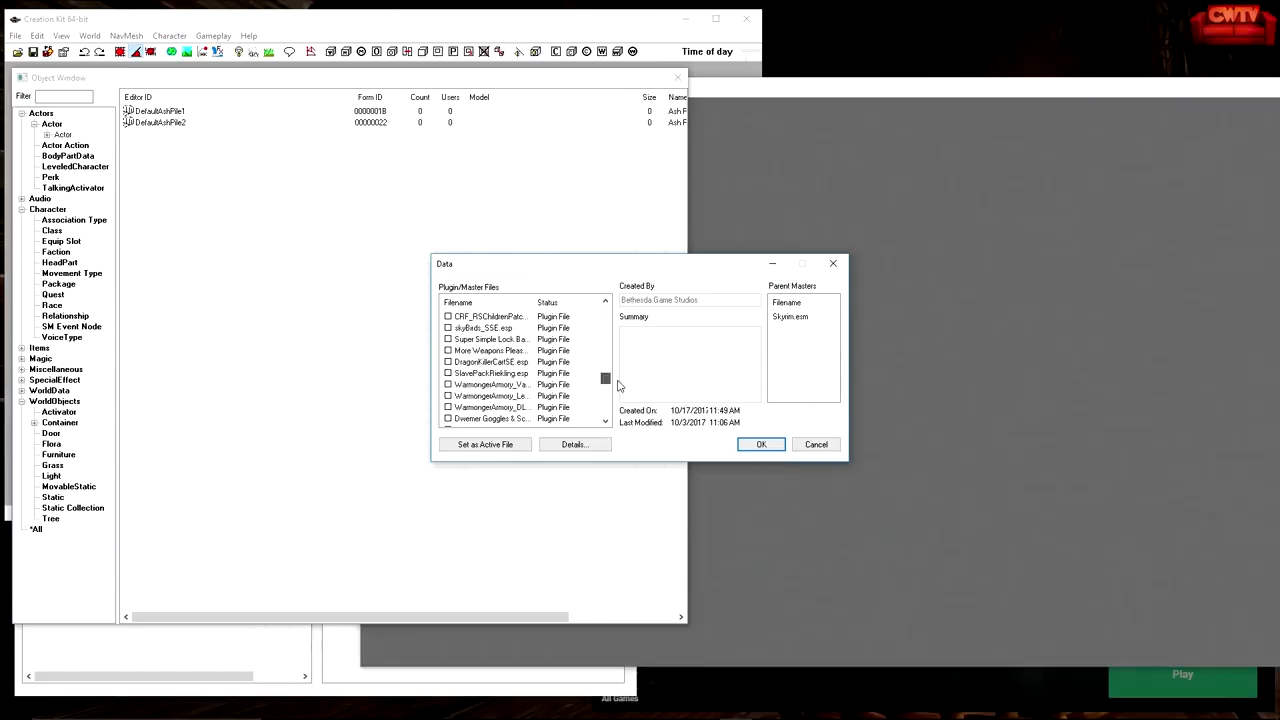 CWTV
Creation Kit 64-bit
File Edit View World NavMesh Character Gameplay Help
Time of day
Object Window
Filter
Editor ID Form ID Count Users Model Size Name
DefaultAshPile1 0000001B 0 0 0 Ash F
DefaultAshPile2 00000022 0 0 0 Ash F
Actors
Actor
Actor
Actor Action
BodyPartData
LeveledCharacter
Perk
TalkingActivator
Audio
Character
Association Type
Class
Equip Slot
Faction
HeadPart
Movement Type
Package
Quest
Race
Relationship
SM Event Node
VoiceType
Items
Magic
Miscellaneous
SpecialEffect
WorldData
WorldObjects
Activator
Container
Door
Flora
Furniture
Grass
Light
MovableStatic
Static
Static Collection
Tree
*All
Data
Plugin/Master Files
Filename Status
CRF_RSChildrenPatc... Plugin File
skyBirds_SSE.esp Plugin File
Super Simple Lock Ba... Plugin File
More Weapons Pleas... Plugin File
DragonKillerCartSE.esp Plugin File
SlavePackRiekling.esp Plugin File
WarmongerArmory_Va... Plugin File
WarmongerArmory_Le... Plugin File
WarmongerArmory_DL... Plugin File
Dwemer Goggles & Sc... Plugin File
Set as Active File Details...
Created By
Bethesda Game Studios
Summary
Created On: 10/17/2017 11:49 AM
Last Modified: 10/3/2017 11:06 AM
Parent Masters
Filename
Skyrim.esm
OK Cancel
Play
All Games